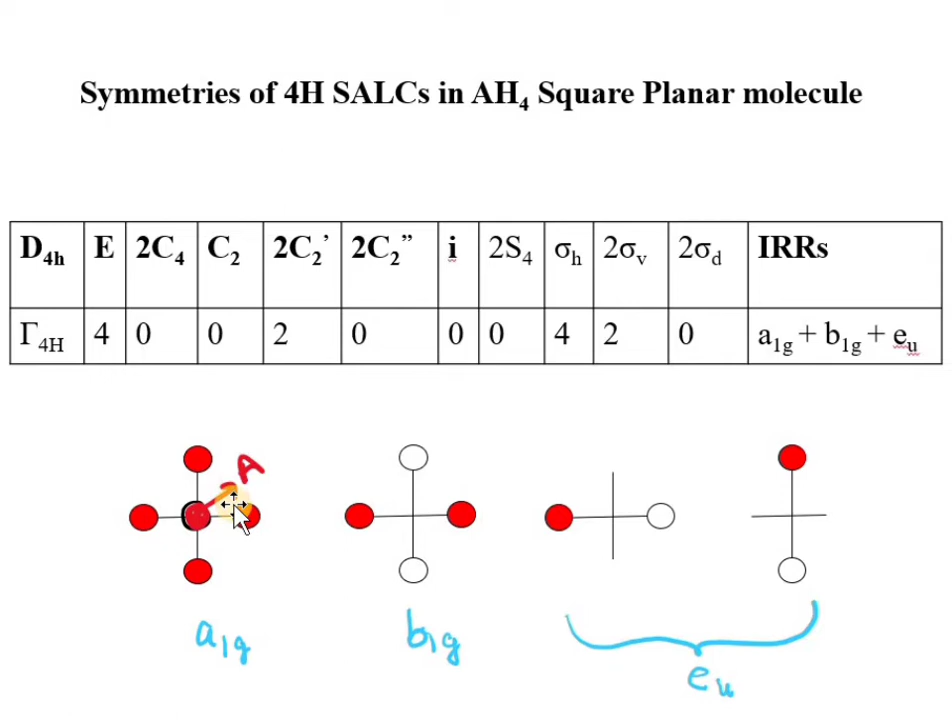 Symmetries of 4H SALCs in AH₄ Square Planar molecule
D₄ₕ E 2C₄ C₂ 2C₂’ 2C₂” i 2S₄ σₕ 2σᵥ 2σ_d IRRs
Γ₄H 4 0 0 2 0 0 0 4 2 0 a₁g + b₁g + eᵤ
A
a₁g b₁g
eᵤ